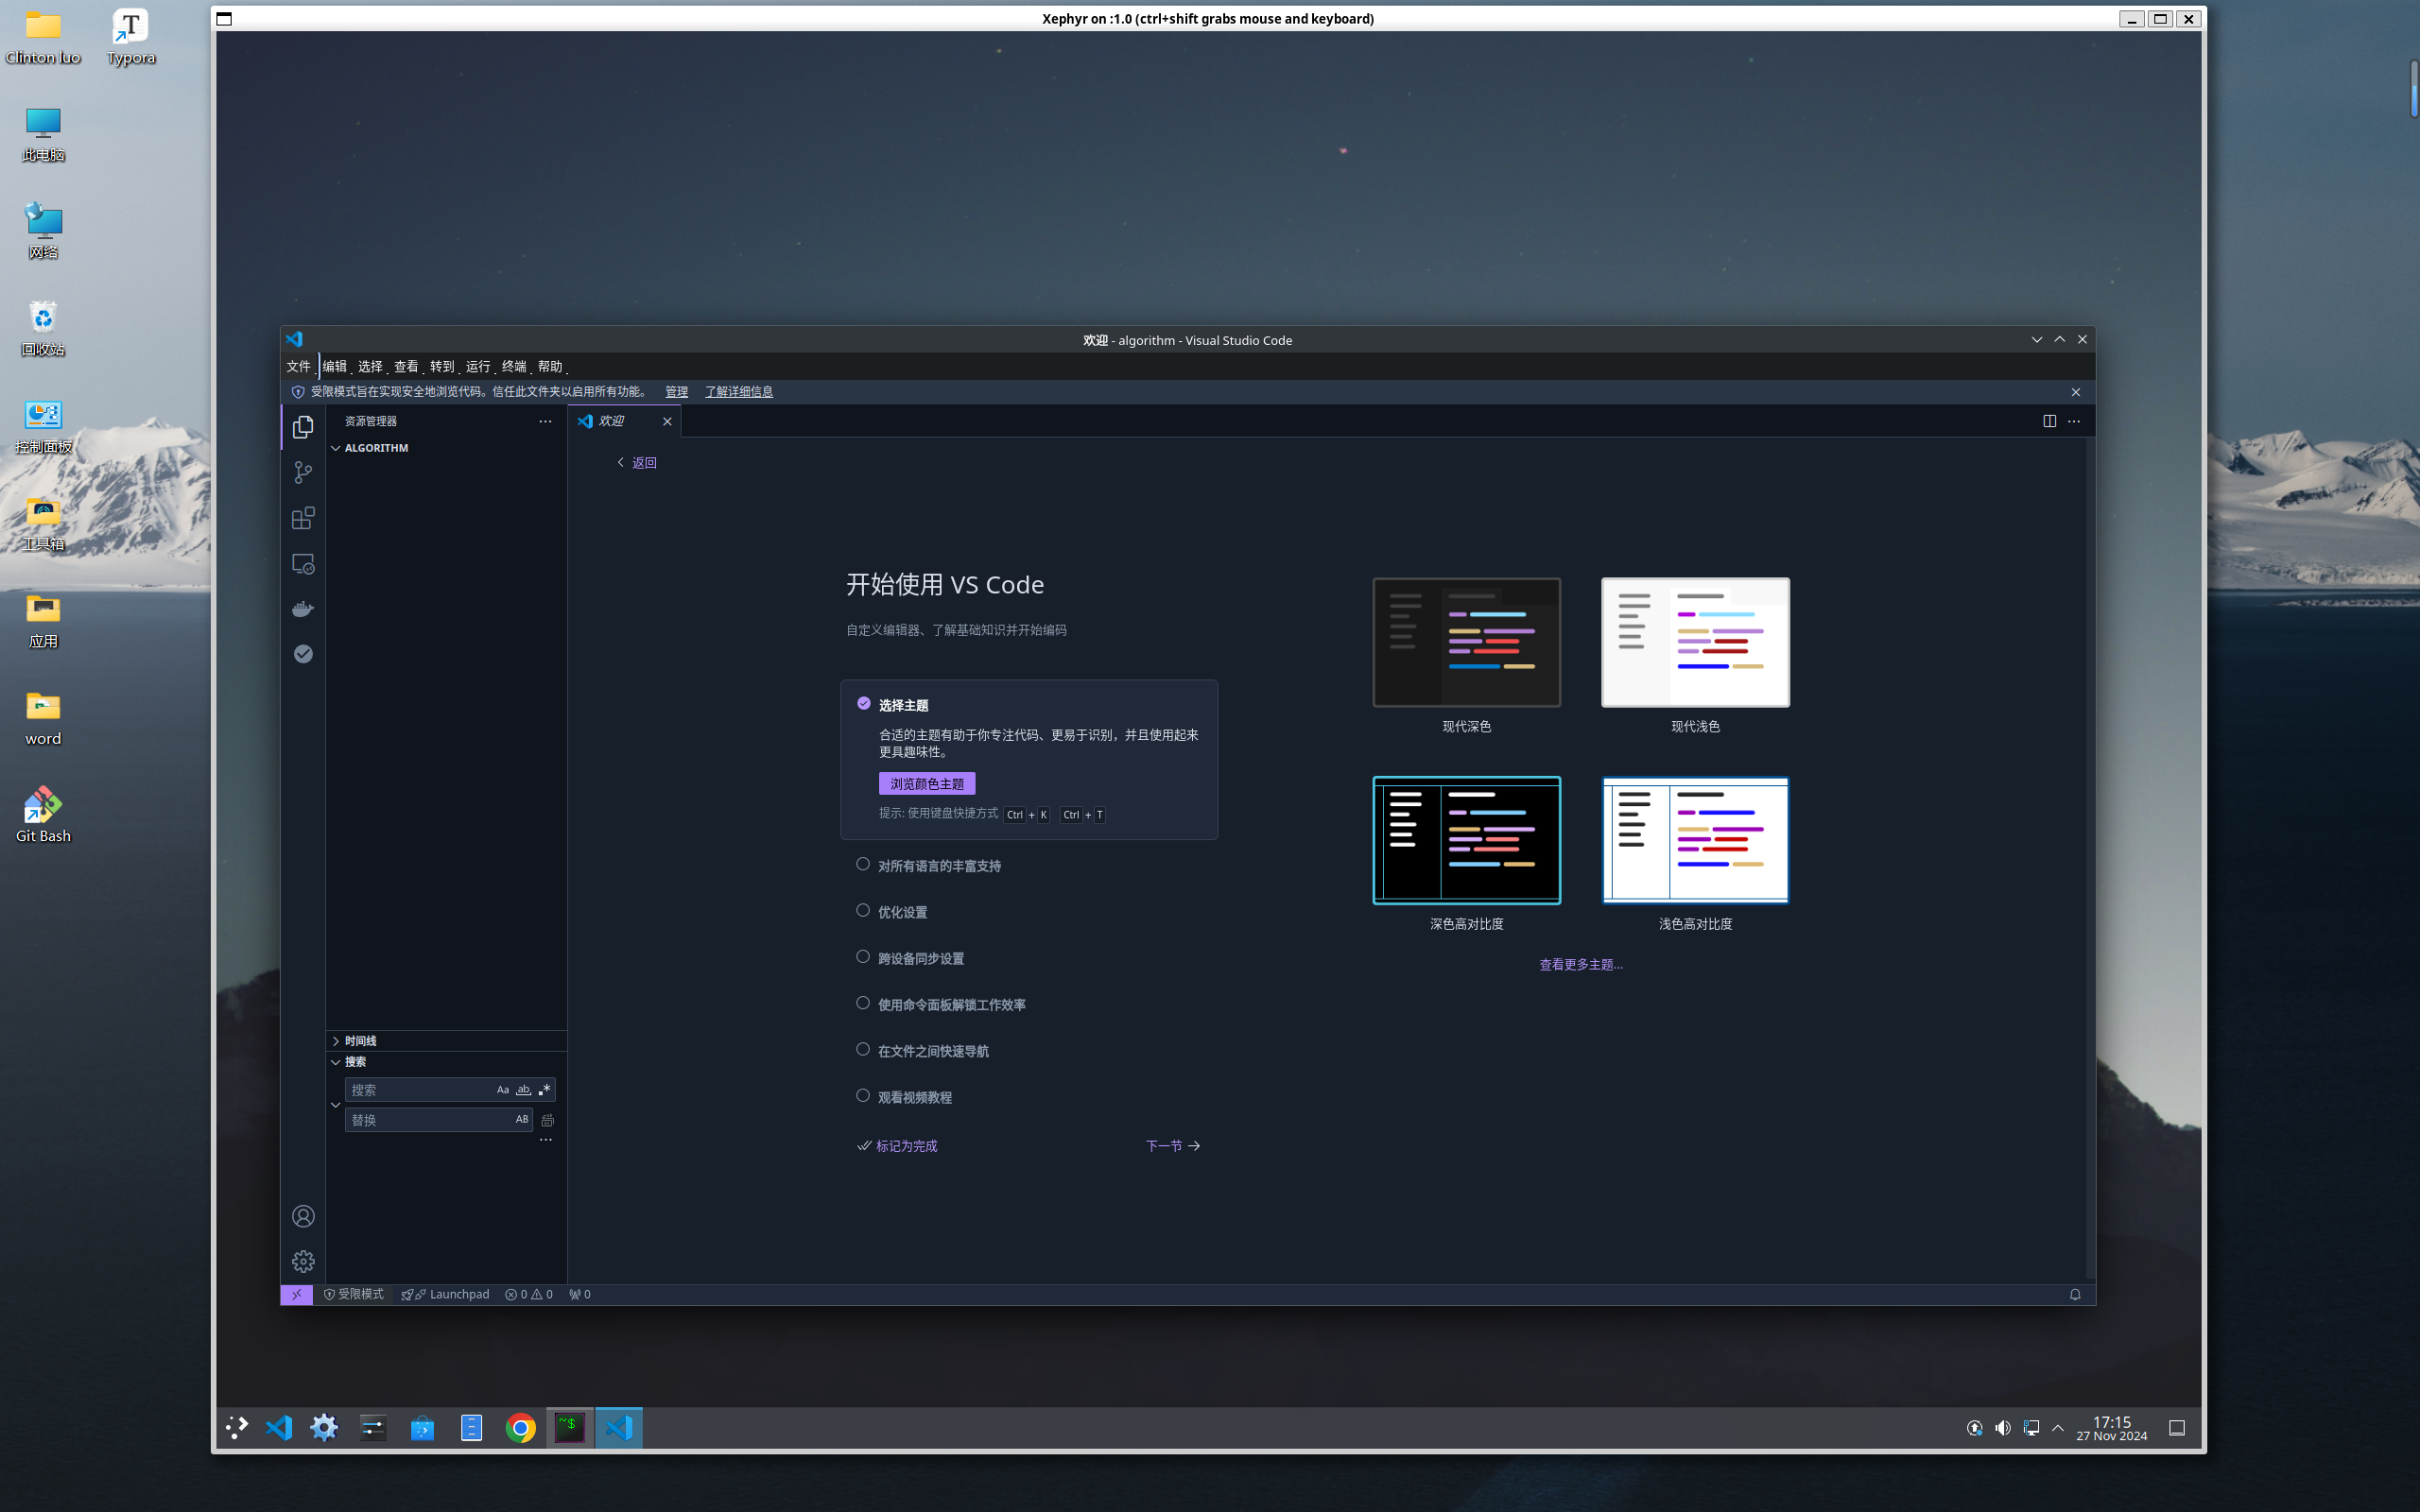 Xephyr on :1.0 (ctrl+shift grabs mouse and keyboard)
Clinton luo
Typora
此电脑
网络
回收站
控制面板
工具箱
应用
word
Git Bash
欢迎 - algorithm - Visual Studio Code
文件 编辑 选择 查看 转到 运行 终端 帮助
受限模式旨在实现安全地浏览代码。信任此文件夹以启用所有功能。 管理 了解详细信息
资源管理器
欢迎
ALGORITHM
返回
开始使用 VS Code
自定义编辑器、了解基础知识并开始编码
选择主题
合适的主题有助于你专注代码、更易于识别，并且使用起来
更具趣味性。
浏览颜色主题
提示: 使用键盘快捷方式 Ctrl + K Ctrl + T
对所有语言的丰富支持
优化设置
跨设备同步设置
使用命令面板解锁工作效率
在文件之间快速导航
观看视频教程
标记为完成
下一节
现代深色
现代浅色
深色高对比度
浅色高对比度
查看更多主题...
时间线
搜索
搜索 Aa ab .*
替换 AB
受限模式 Launchpad 0 0 0
~$
17:15
27 Nov 2024